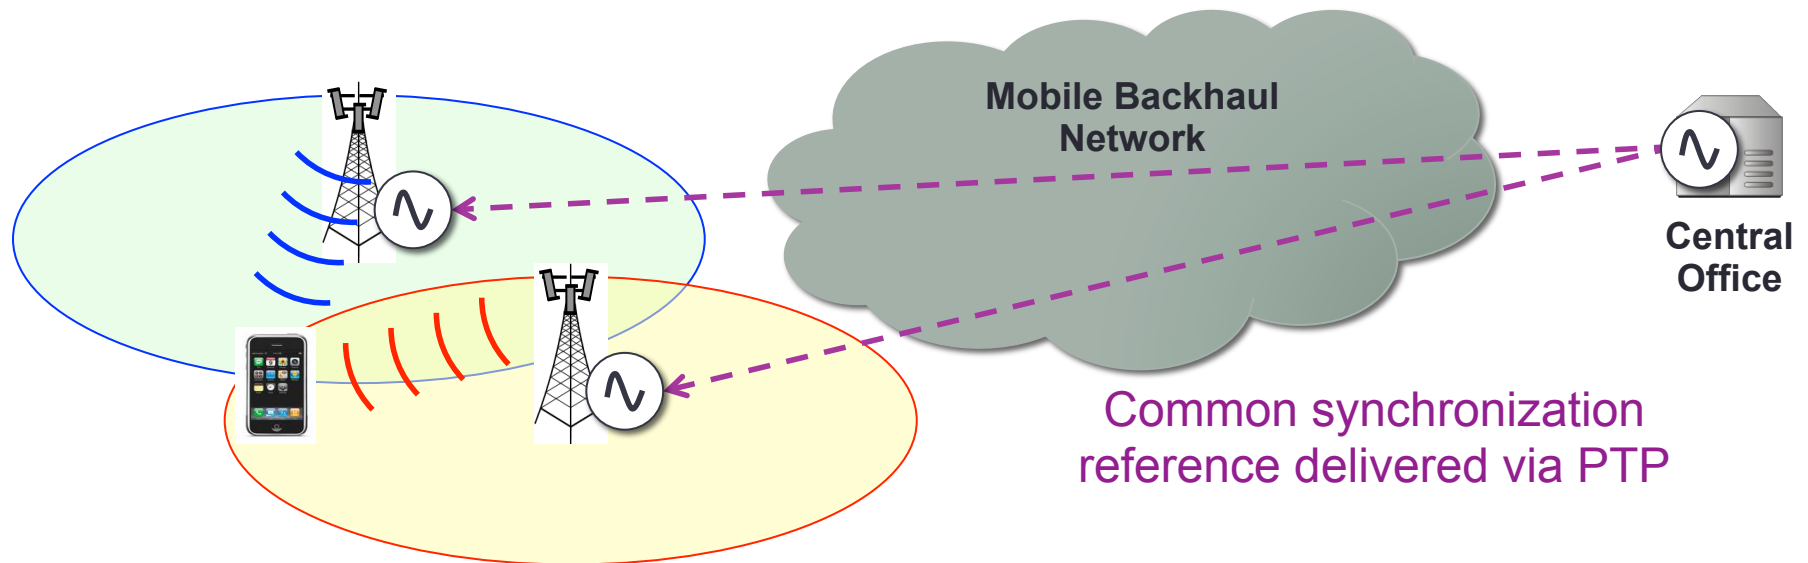 Mobile Backhaul
Network
Central
Office
Common synchronization
reference delivered via PTP